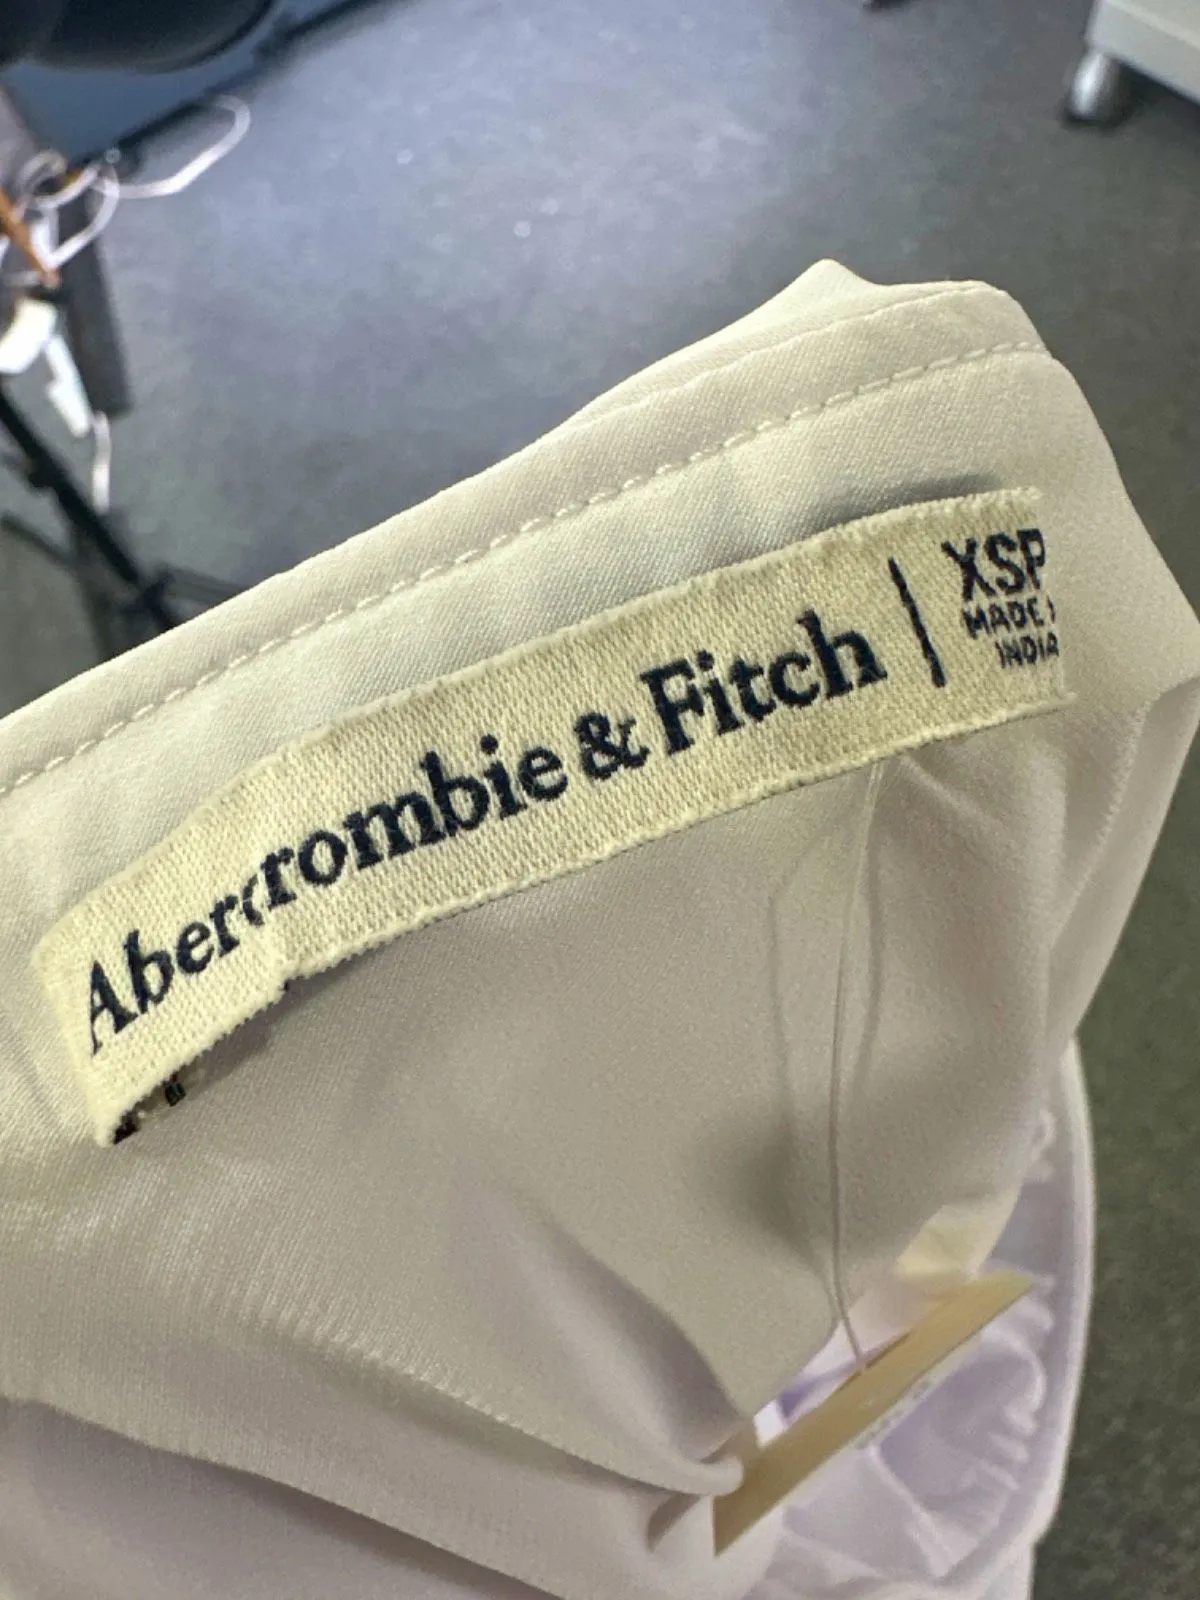 Abercrombie & Fitch | XSP
MADE I
INDIA